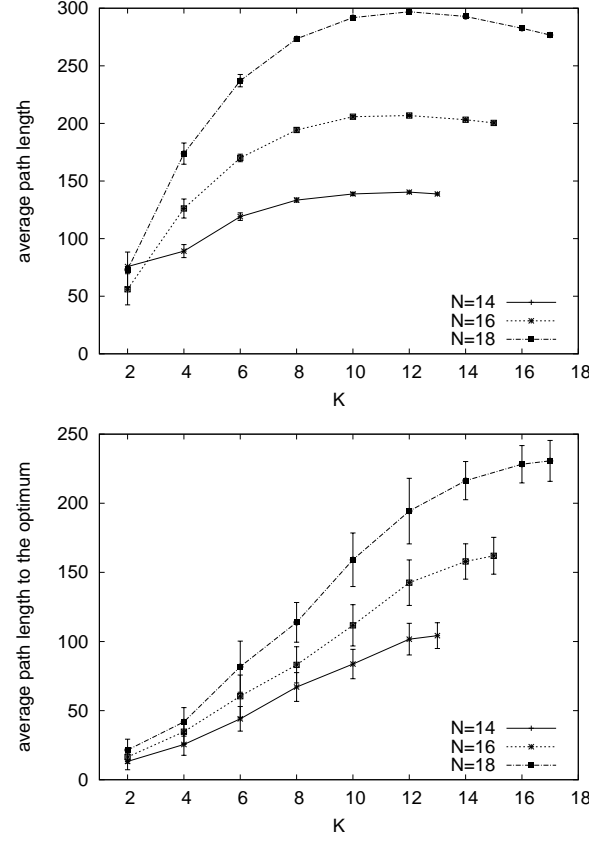 300
250
200
150
100
50
0
average path length
2 4 6 8 10 12 14 16 18
K
N=14
N=16
N=18
250
200
150
100
50
0
average path length to the optimum
2 4 6 8 10 12 14 16 18
K
N=14
N=16
N=18